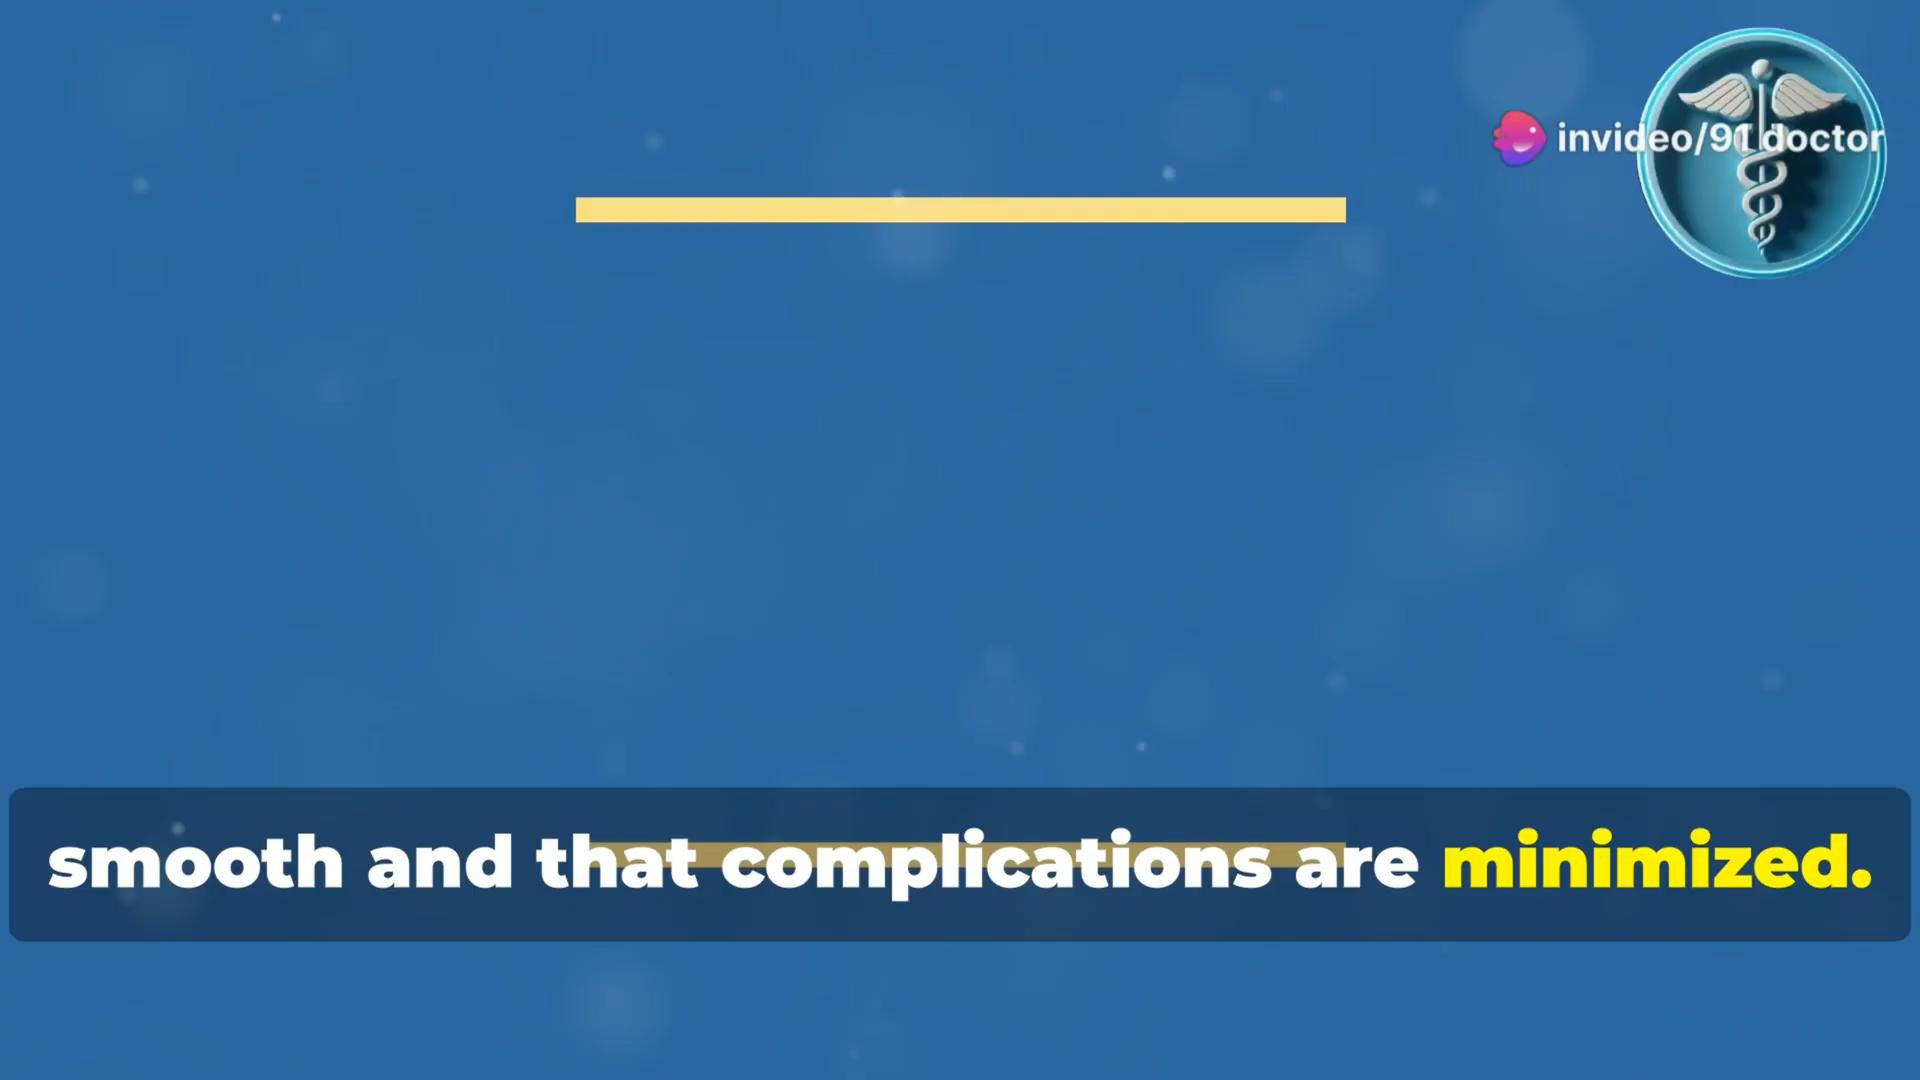 invideo/91 doctor
smooth and that complications are minimized.